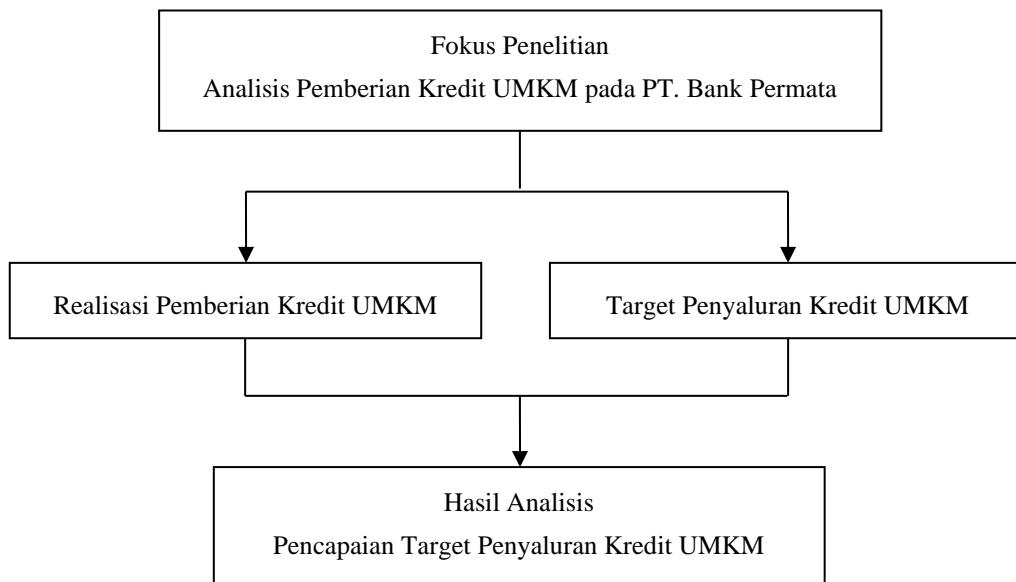 Fokus Penelitian
Analisis Pemberian Kredit UMKM pada PT. Bank Permata
Realisasi Pemberian Kredit UMKM
Target Penyaluran Kredit UMKM
Hasil Analisis
Pencapaian Target Penyaluran Kredit UMKM